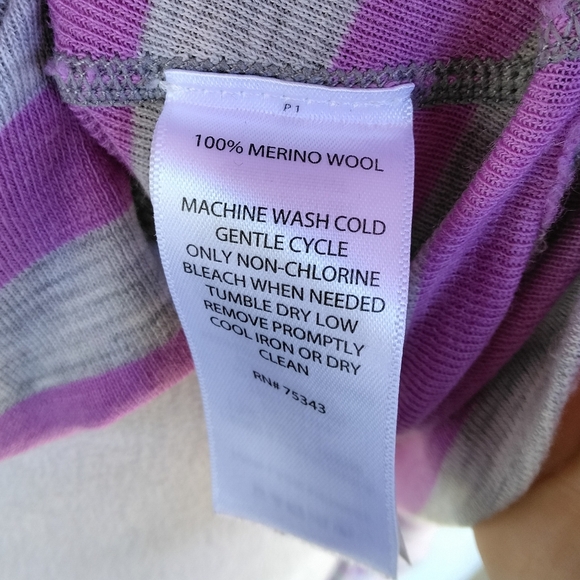 P1
100% MERINO WOOL
MACHINE WASH COLD
GENTLE CYCLE
ONLY NON-CHLORINE
BLEACH WHEN NEEDED
TUMBLE DRY LOW
REMOVE PROMPTLY
COOL IRON OR DRY
CLEAN
RN# 75343